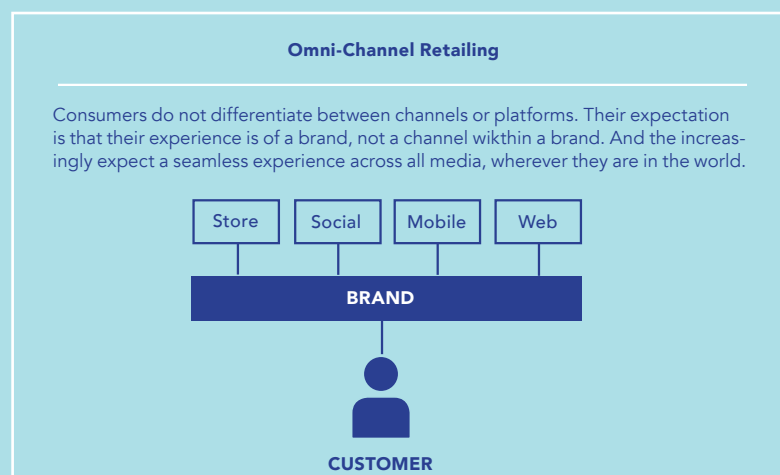 Omni-Channel Retailing
Consumers do not differentiate between channels or platforms. Their expectation
is that their experience is of a brand, not a channel wikthin a brand. And the increas-
ingly expect a seamless experience across all media, wherever they are in the world.
Store Social Mobile Web
BRAND
CUSTOMER